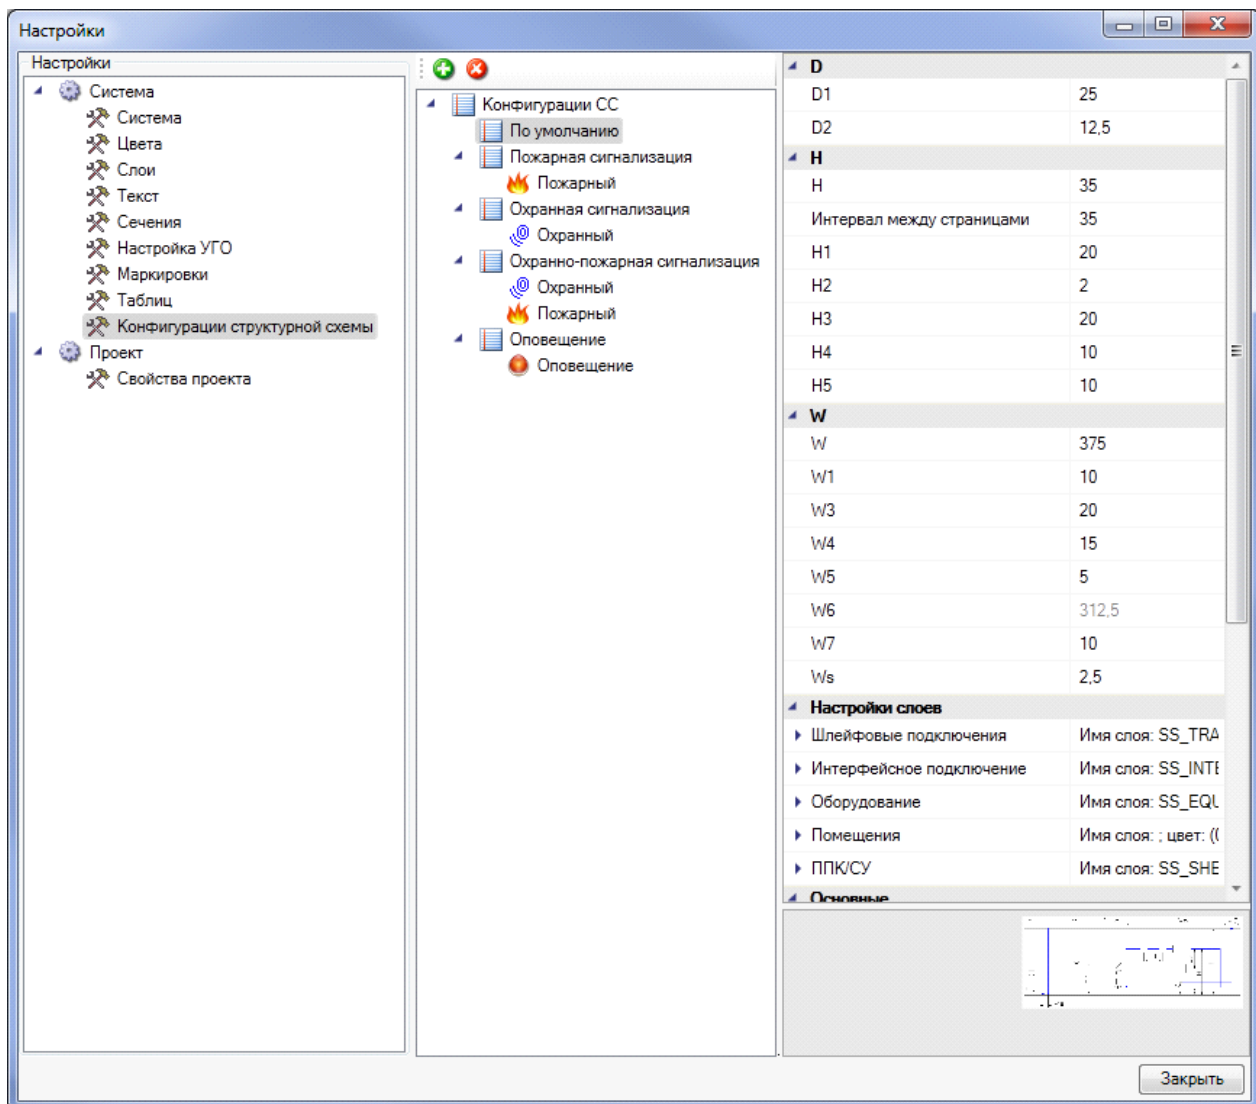 Настройки
Настройки
Система
Система
Цвета
Слои
Текст
Сечения
Настройка УГО
Маркировки
Таблиц
Конфигурации структурной схемы
Проект
Свойства проекта
Конфигурации СС
По умолчанию
Пожарная сигнализация
Пожарный
Охранная сигнализация
Охранный
Охранно-пожарная сигнализация
Охранный
Пожарный
Оповещение
Оповещение
D
D1 25
D2 12,5
H
H 35
Интервал между страницами 35
H1 20
H2 2
H3 20
H4 10
H5 10
W
W 375
W1 10
W3 20
W4 15
W5 5
W6 312,5
W7 10
Ws 2,5
Настройки слоев
Шлейфовые подключения Имя слоя: SS_TRA
Интерфейсное подключение Имя слоя: SS_INTE
Оборудование Имя слоя: SS_EQU
Помещения Имя слоя: ; цвет: (
ППК/СУ Имя слоя: SS_SHE
Основные
Закрыть